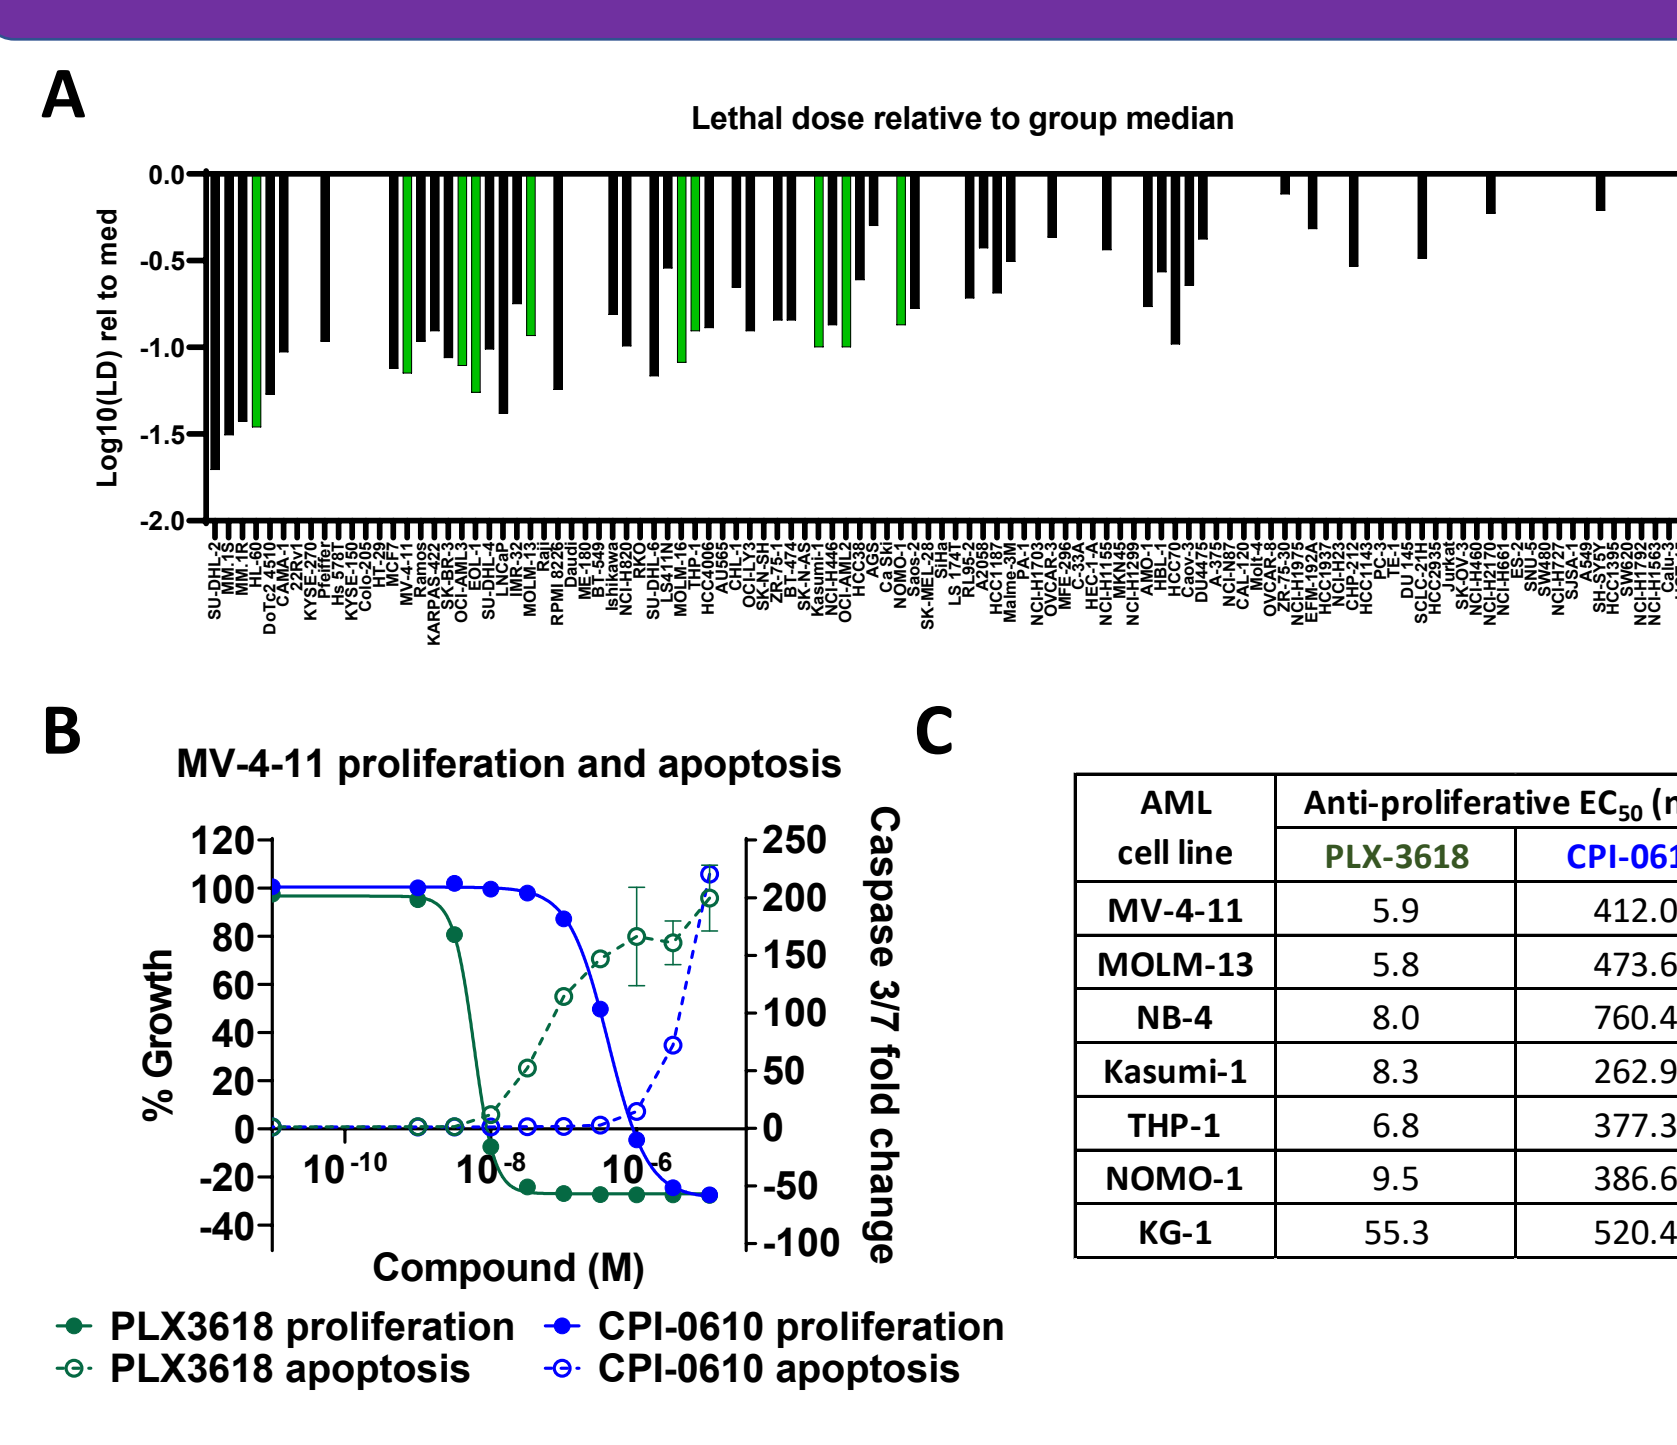 A
Lethal dose relative to group median
Log10(LD) rel to med
0.0
-0.5
-1.0
-1.5
-2.0
SU-DHL-2
MM.1S
MM.1R
HL-60
DoTc2 4510
CAMA-1
22Rv1
KYSE-270
Pfeiffer
Hs 578T
KYSE-150
Colo-205
HT-29
MCF7
MV-4-11
Ramos
KARPAS-422
SK-BR-3
OCI-AML3
EOL-1
SU-DHL-4
LNCaP
IMR-32
MOLM-13
Raji
RPMI 8226
Daudi
ME-180
BT-549
Ishikawa
NCI-H820
RKO
SU-DHL-6
LS411N
MOLM-16
THP-1
HCC4006
AU565
CHL-1
OCI-LY3
SK-N-SH
ZR-75-1
BT-474
SK-N-AS
Kasumi-1
NCI-H446
OCI-AML2
HCC38
AGS
Ca Ski
NOMO-1
Saos-2
SK-MEL-28
SiHa
LS 174T
RL95-2
A2058
HCC1187
Malme-3M
PA-1
NCI-H1703
OVCAR-3
MFE-296
C-33A
HEC-1-A
NCI-H1155
MKN45
NCI-H1299
AMO-1
HBL-1
HCC70
Caov-3
DU4475
A-375
NCI-N87
CAL-120
Molt-4
OVCAR-8
ZR-75-30
NCI-H1975
EFM-192A
HCC1937
NCI-H23
CHP-212
HCC1143
PC-3
TE-1
DU 145
SCLC-21H
HCC2935
Jurkat
SK-OV-3
NCI-H460
NCI-H2170
NCI-H661
ES-2
SNU-5
SW480
NCI-H727
SJSA-1
A549
SH-SY5Y
HCC1395
SW620
NCI-H1792
NCI-H1563
Calu-3
B
MV-4-11 proliferation and apoptosis
% Growth
120
100
80
60
40
20
0
-20
-40
10-10
10-8
10-6
250
200
150
100
50
0
-50
-100
Caspase 3/7 fold change
Compound (M)
PLX3618 proliferation
CPI-0610 proliferation
PLX3618 apoptosis
CPI-0610 apoptosis
C
AML cell line
Anti-proliferative EC50 (n
PLX-3618
CPI-061
MV-4-11 5.9 412.0
MOLM-13 5.8 473.6
NB-4 8.0 760.4
Kasumi-1 8.3 262.9
THP-1 6.8 377.3
NOMO-1 9.5 386.6
KG-1 55.3 520.4